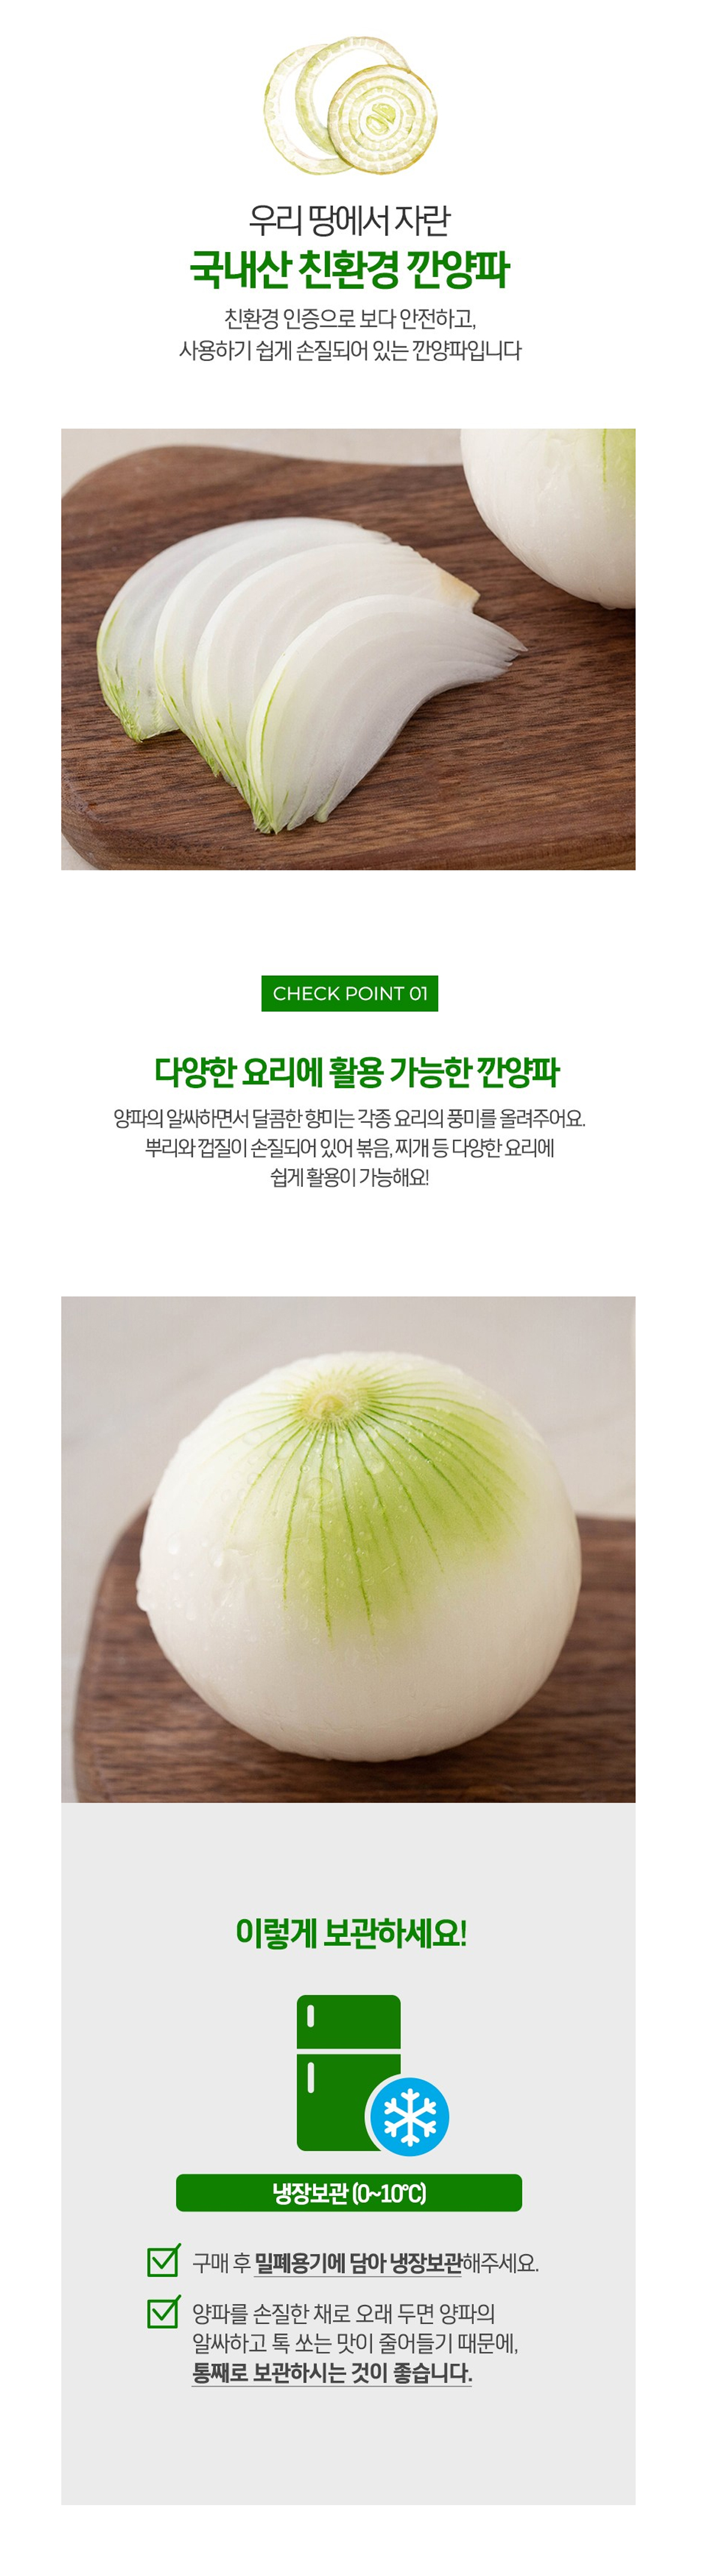 우리 땅에서 자란
국내산 친환경 깐양파
친환경 인증으로 보다 안전하고,
사용하기 쉽게 손질되어 있는 깐양파입니다
CHECK POINT 01
다양한 요리에 활용 가능한 깐양파
양파의 알싸하면서 달콤한 향미는 각종 요리의 풍미를 올려주어요.
뿌리와 껍질이 손질되어 있어 볶음, 찌개 등 다양한 요리에
쉽게 활용이 가능해요!
이렇게 보관하세요!
냉장보관 (0~10℃)
구매 후 밀폐용기에 담아 냉장보관해주세요.
양파를 손질한 채로 오래 두면 양파의
알싸하고 톡 쏘는 맛이 줄어들기 때문에,
통째로 보관하시는 것이 좋습니다.